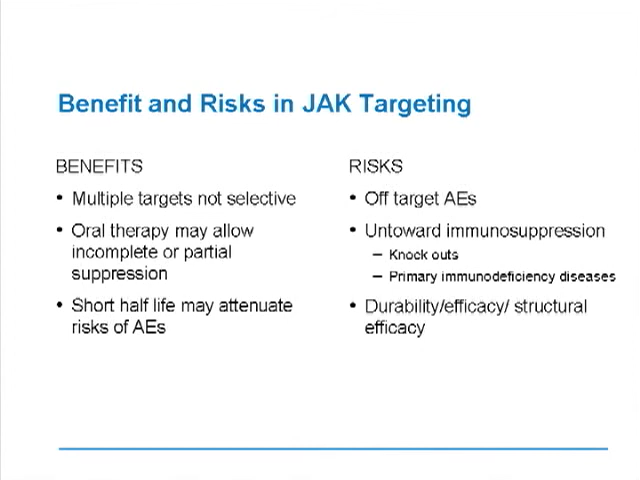 Benefit and Risks in JAK Targeting
BENEFITS
• Multiple targets not selective
• Oral therapy may allow
incomplete or partial
suppression
• Short half life may attenuate
risks of AEs
RISKS
• Off target AEs
• Untoward immunosuppression
– Knock outs
– Primary immunodeficiency diseases
• Durability/efficacy/ structural
efficacy